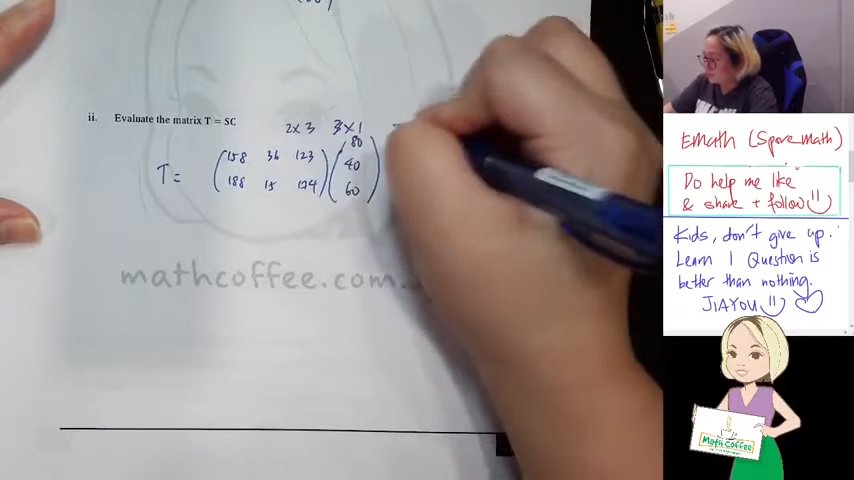 ii. Evaluate the matrix T = SC
2×3 3×1
T = (158 36 123) (80
40
188 15 174) 60)
mathcoffee.com
Emath (Spore math)
Do help me like
& share + follow
Kids, don't give up.
Learn 1 Question is
better than nothing.
JIAYOU
Math Coffee